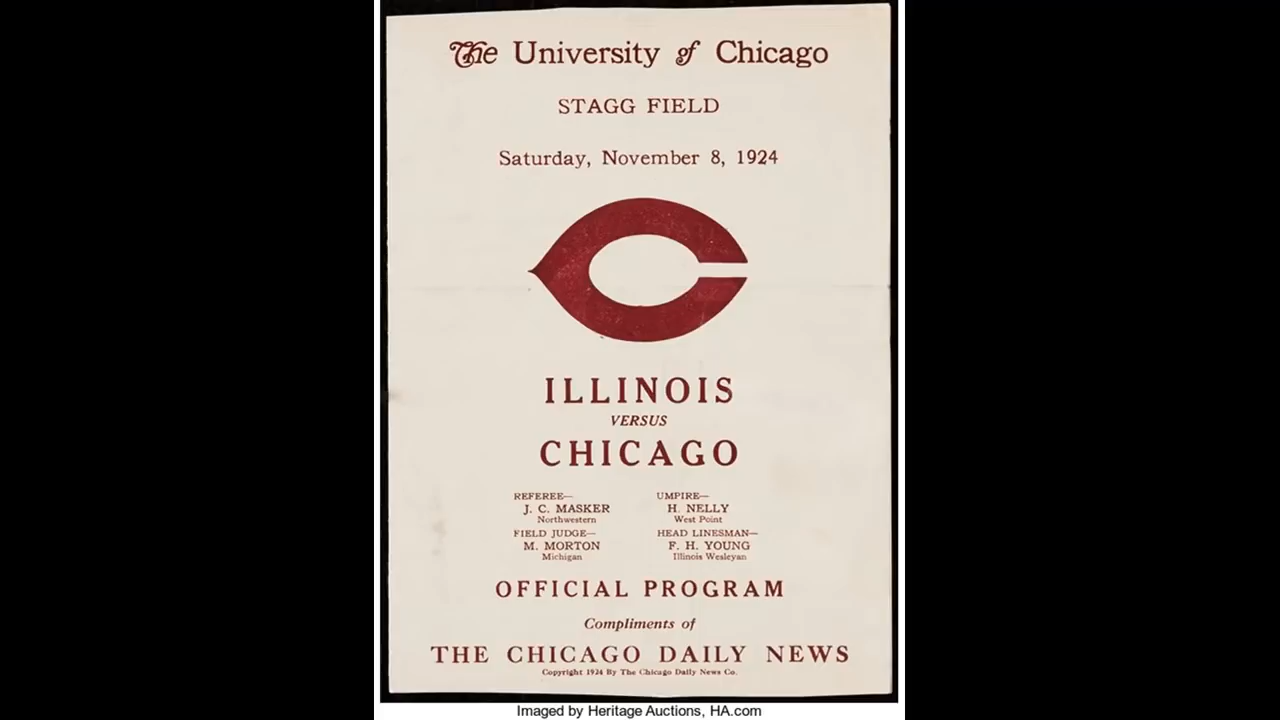 The University of Chicago
STAGG FIELD
Saturday, November 8, 1924
C
ILLINOIS
VERSUS
CHICAGO
REFEREE— UMPIRE—
J. C. MASKER H. NELLY
Northwestern West Point
FIELD JUDGE— HEAD LINESMAN—
M. MORTON F. H. YOUNG
Michigan Illinois Wesleyan
OFFICIAL PROGRAM
Compliments of
THE CHICAGO DAILY NEWS
Copyright 1924 By The Chicago Daily News Co.
Imaged by Heritage Auctions, HA.com